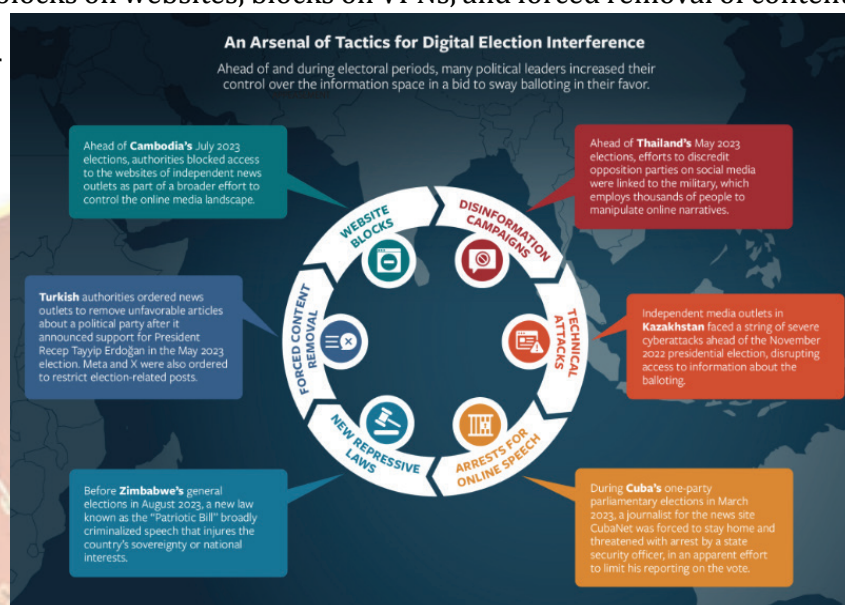 blocks on websites, blocks on VPNs, and forced removal of content
.
An Arsenal of Tactics for Digital Election Interference
Ahead of and during electoral periods, many political leaders increased their
control over the information space in a bid to sway balloting in their favor.
Ahead of Cambodia's July 2023
elections, authorities blocked access
to the websites of independent news
outlets as part of a broader effort to
control the online media landscape.
Ahead of Thailand's May 2023
elections, efforts to discredit
opposition parties on social media
were linked to the military, which
employs thousands of people to
manipulate online narratives.
WEBSITE
BLOCKS
DISINFORMATION
CAMPAIGNS
Turkish authorities ordered news
outlets to remove unfavorable articles
about a political party after it
announced support for President
Recep Tayyip Erdoğan in the May 2023
election. Meta and X were also ordered
to restrict election-related posts.
FORCED CONTENT
REMOVAL
TECHNICAL
ATTACKS
Independent media outlets in
Kazakhstan faced a string of severe
cyberattacks ahead of the November
2022 presidential election, disrupting
access to information about the
balloting.
NEW REPRESSIVE
LAWS
ARRESTS FOR
ONLINE SPEECH
Before Zimbabwe's general
elections in August 2023, a new law
known as the "Patriotic Bill" broadly
criminalized speech that injures the
country's sovereignty or national
interests.
During Cuba's one-party
parliamentary elections in March
2023, a journalist for the news site
CubaNet was forced to stay home and
threatened with arrest by a state
security officer, in an apparent effort
to limit his reporting on the vote.